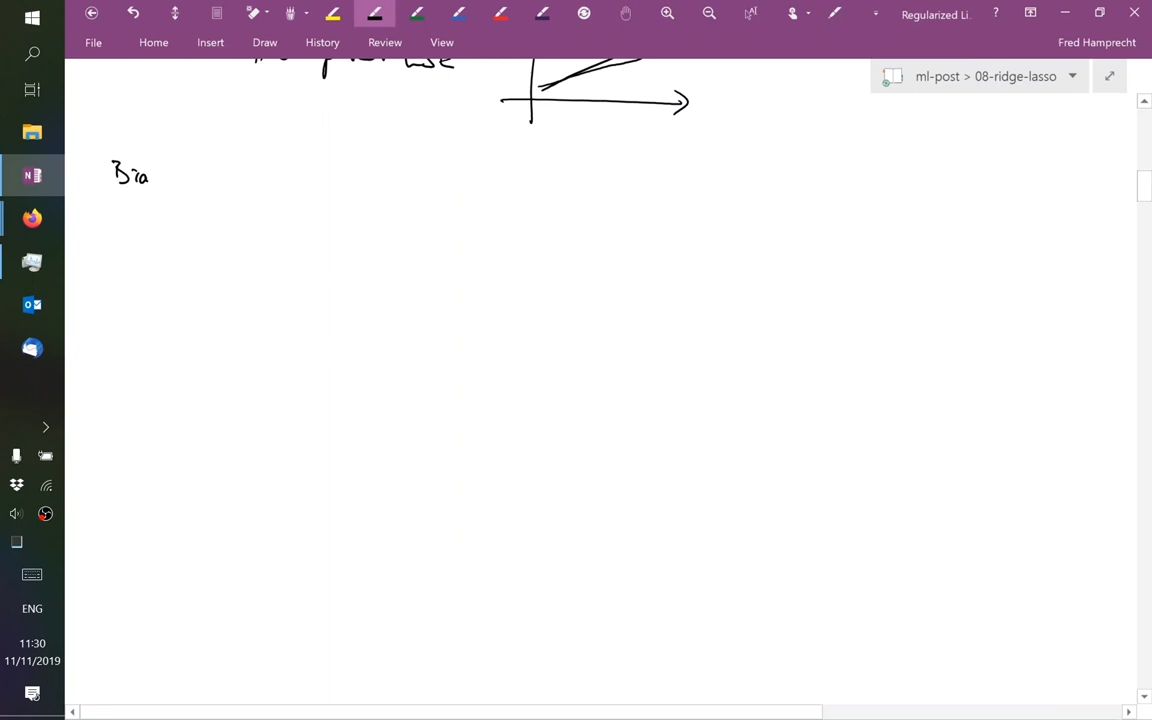 Regularized Li..
File Home Insert Draw History Review View Fred Hamprecht
ml-post > 08-ridge-lasso
Bia
ENG
11:30
11/11/2019